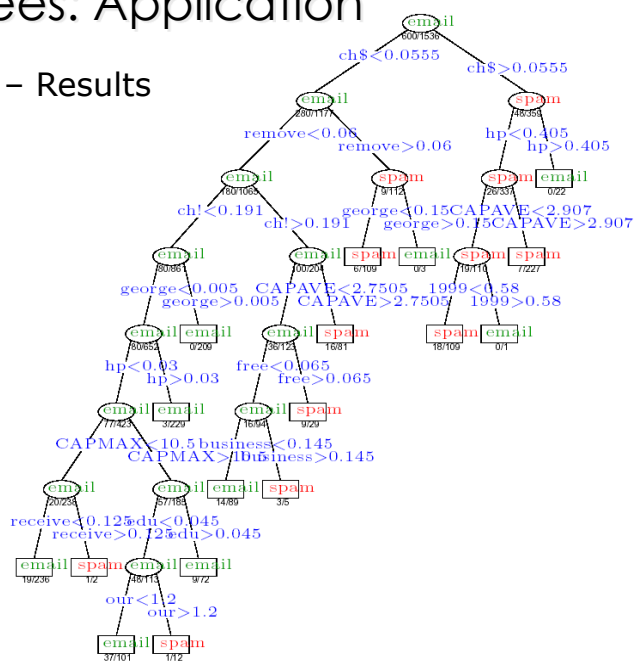 ees: Application
– Results
email
600/1536
ch$<0.0555
ch$>0.0555
email
280/1177
spam
48/359
remove<0.06
remove>0.06
hp<0.405
hp>0.405
email
180/1065
spam
9/112
spam
26/337
email
0/22
ch!<0.191
ch!>0.191
george<0.15
george>0.15
CAPAVE<2.907
CAPAVE>2.907
email
80/861
email
100/204
spam
6/109
email
0/3
spam
19/110
spam
7/227
george<0.005
george>0.005
CAPAVE<2.7505
CAPAVE>2.7505
1999<0.58
1999>0.58
email
80/652
email
0/209
email
36/123
spam
16/81
spam
18/109
email
0/1
hp<0.03
hp>0.03
free<0.065
free>0.065
email
77/423
email
3/229
email
16/94
spam
9/29
CAPMAX<10.5
CAPMAX>10.5
business<0.145
business>0.145
email
20/238
email
57/185
email
14/89
spam
3/5
receive<0.125
receive>0.125
edu<0.045
edu>0.045
email
19/236
spam
1/2
email
48/113
email
9/72
our<1.2
our>1.2
email
37/101
spam
1/12